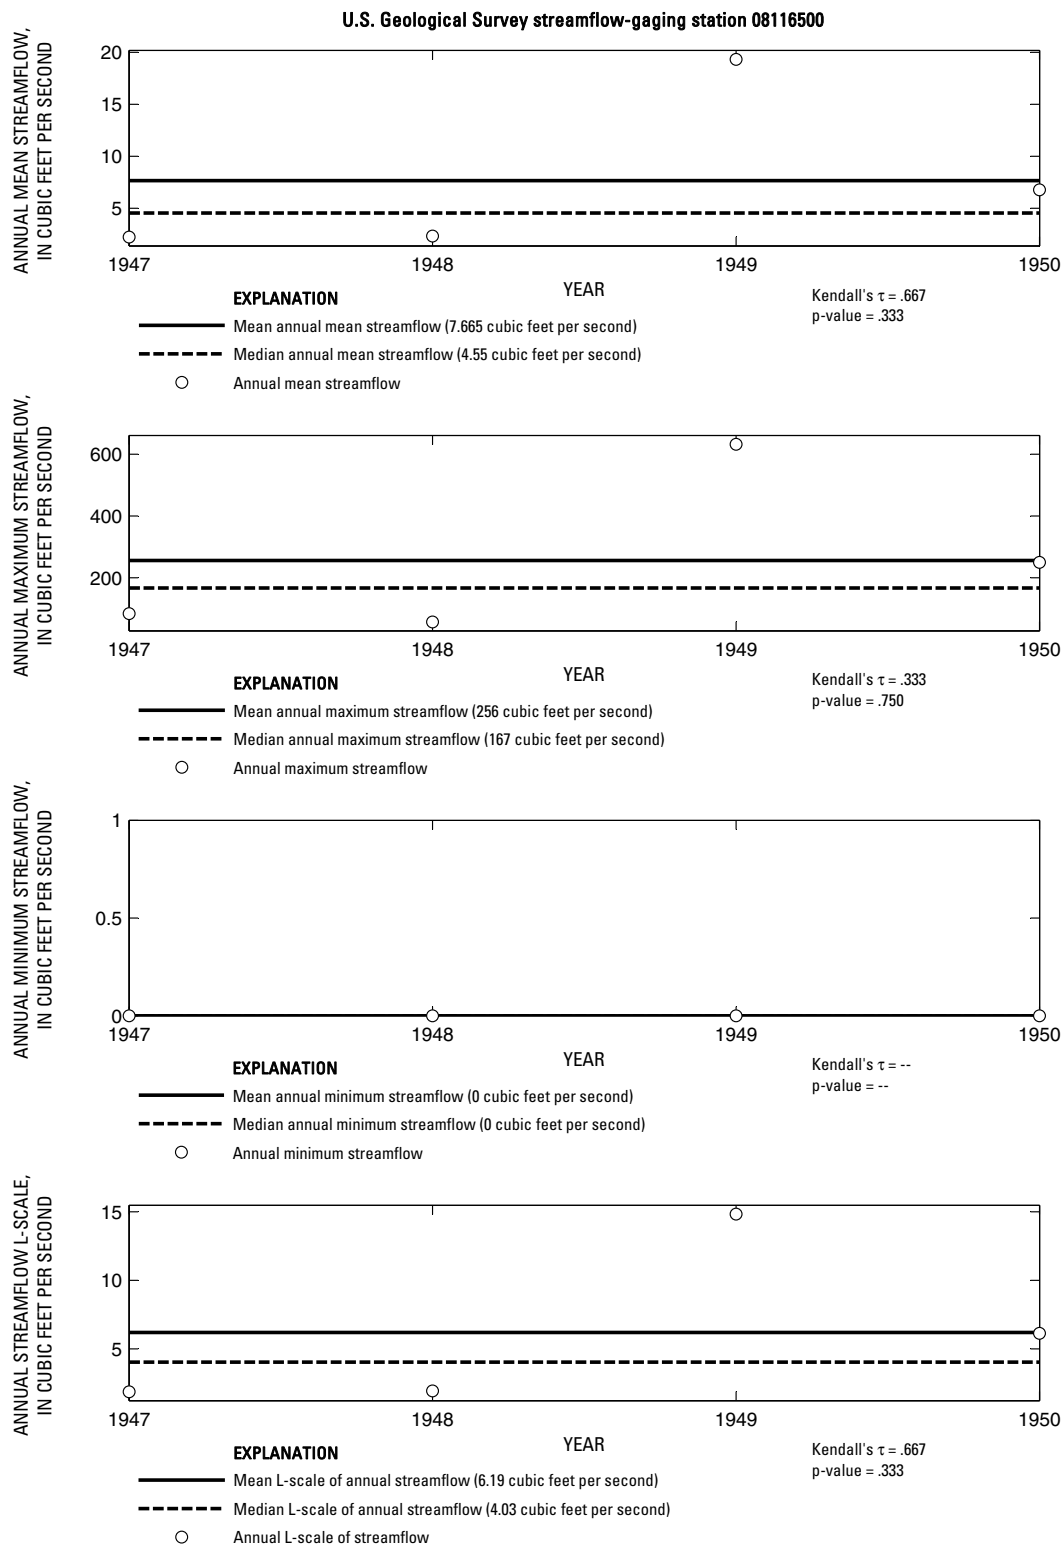 U.S. Geological Survey streamflow-gaging station 08116500
ANNUAL MEAN STREAMFLOW,
IN CUBIC FEET PER SECOND
20
15
10
5
1947
1948
1949
1950
YEAR
Kendall's τ = .667
p-value = .333
EXPLANATION
Mean annual mean streamflow (7.665 cubic feet per second)
Median annual mean streamflow (4.55 cubic feet per second)
Annual mean streamflow
ANNUAL MAXIMUM STREAMFLOW,
IN CUBIC FEET PER SECOND
600
400
200
1947
1948
1949
1950
YEAR
Kendall's τ = .333
p-value = .750
EXPLANATION
Mean annual maximum streamflow (256 cubic feet per second)
Median annual maximum streamflow (167 cubic feet per second)
Annual maximum streamflow
ANNUAL MINIMUM STREAMFLOW,
IN CUBIC FEET PER SECOND
1
0.5
0
1947
1948
1949
1950
YEAR
Kendall's τ = --
p-value = --
EXPLANATION
Mean annual minimum streamflow (0 cubic feet per second)
Median annual minimum streamflow (0 cubic feet per second)
Annual minimum streamflow
ANNUAL STREAMFLOW L-SCALE,
IN CUBIC FEET PER SECOND
15
10
5
1947
1948
1949
1950
YEAR
Kendall's τ = .667
p-value = .333
EXPLANATION
Mean L-scale of annual streamflow (6.19 cubic feet per second)
Median L-scale of annual streamflow (4.03 cubic feet per second)
Annual L-scale of streamflow